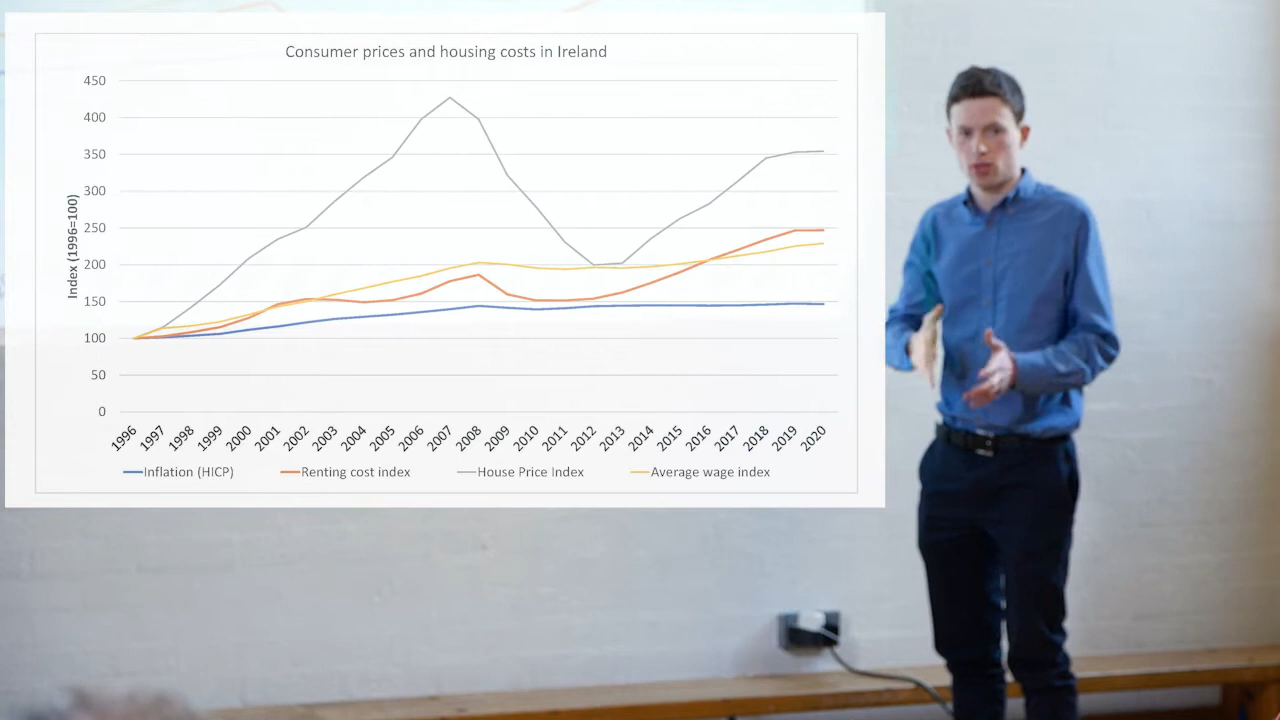 Consumer prices and housing costs in Ireland
450
400
350
300
250
200
150
100
50
0
Index (1996=100)
1996 1997 1998 1999 2000 2001 2002 2003 2004 2005 2006 2007 2008 2009 2010 2011 2012 2013 2014 2015 2016 2017 2018 2019 2020
Inflation (HICP) Renting cost index House Price Index Average wage index